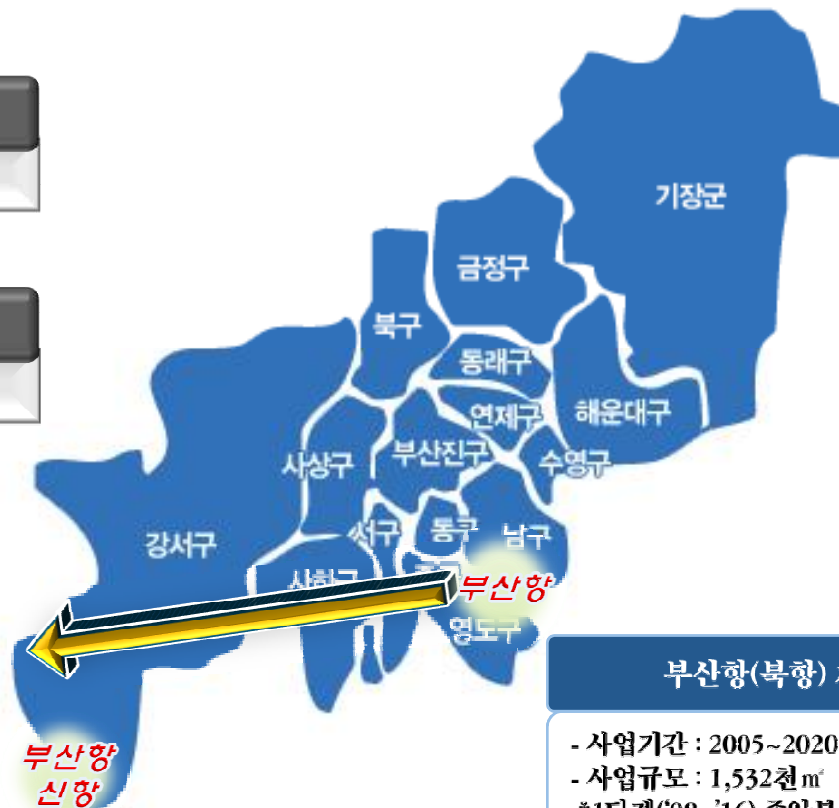 기장군
금정구
북구
동래구
연제구
해운대구
사상구
부산진구
수영구
강서구
서구
동구
남구
사하구
부산항
영도구
부산항
신항
부산항(북항)
- 사업기간 : 2005~2020
- 사업규모 : 1,532천㎡